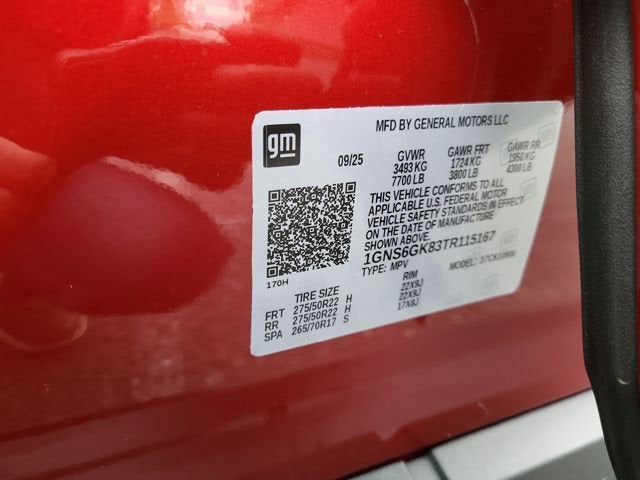 gm
MFD BY GENERAL MOTORS LLC
09/25 GVWR GAWR FRT GAWR RR
3493 KG 1724 KG 1950 KG
7700 LB 3800 LB 4300 LB
THIS VEHICLE CONFORMS TO ALL
APPLICABLE U.S. FEDERAL MOTOR
VEHICLE SAFETY STANDARDS IN EFFECT
ON THE DATE OF MANUFACTURE
SHOWN ABOVE.
1GNS6GK83TR115167
TYPE: MPV MODEL:
170H
TIRE SIZE RIM
FRT 275/50R22 H 22X9J
RR 275/50R22 H 22X9J
SPA 265/70R17 S 17X8J